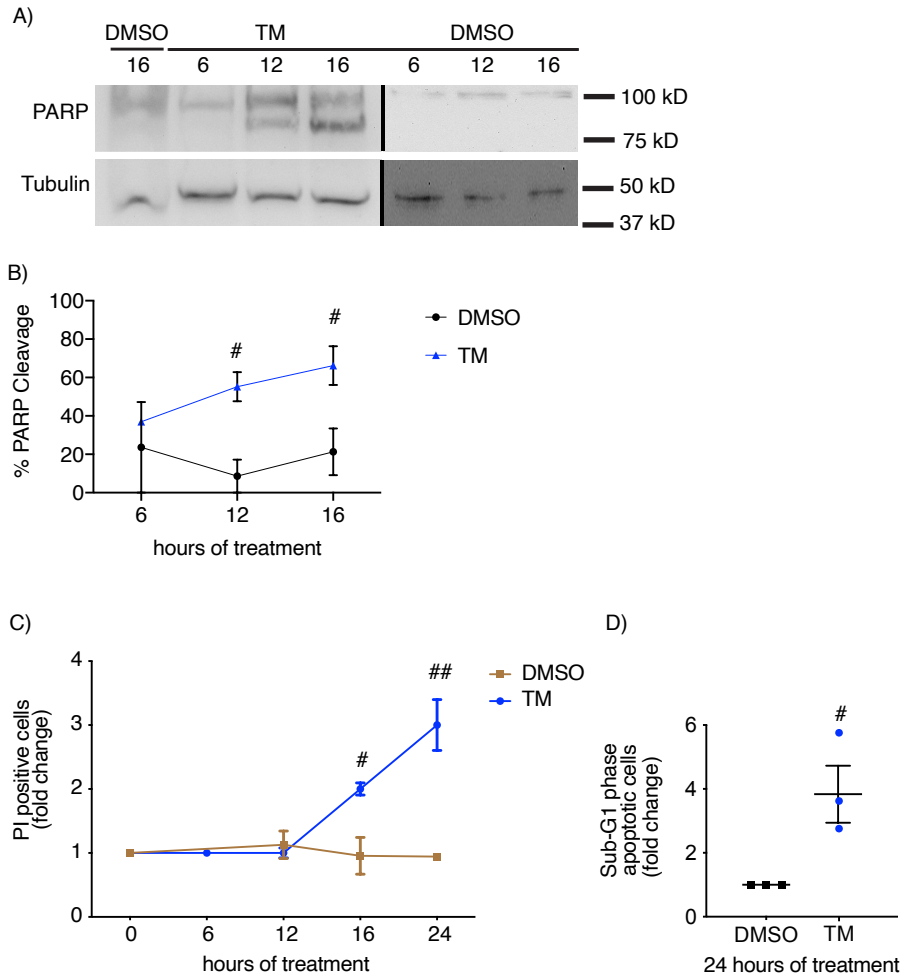 A)
DMSO TM DMSO
16 6 12 16 6 12 16
PARP
100 kD
75 kD
Tubulin
50 kD
37 kD
B)
100
80
60
40
20
0
% PARP Cleavage
# #
6 12 16
hours of treatment
DMSO
TM
C)
4
3
2
1
0
PI positive cells
(fold change)
# ##
0 6 12 16 24
hours of treatment
DMSO
TM
D)
6
4
2
0
Sub-G1 phase
apoptotic cells
(fold change)
#
DMSO TM
24 hours of treatment